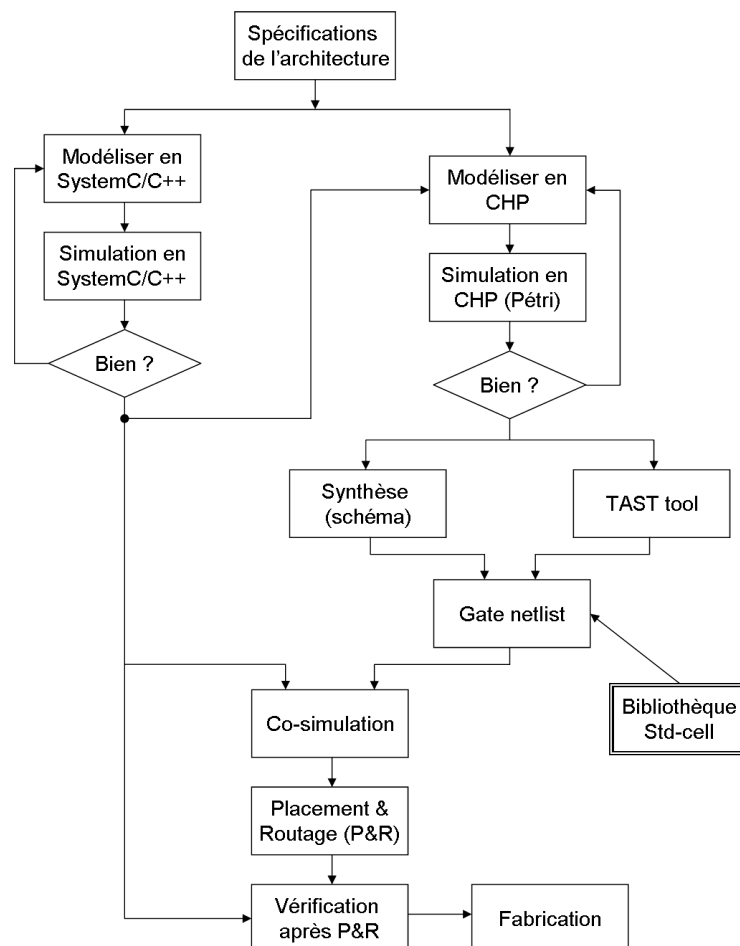 Spécifications
de l'architecture
Modéliser en
SystemC/C++
Modéliser en
CHP
Simulation en
SystemC/C++
Simulation en
CHP (Pétri)
Bien ?
Bien ?
Synthèse
(schéma)
TAST tool
Gate netlist
Bibliothèque
Std-cell
Co-simulation
Placement &
Routage (P&R)
Vérification
après P&R
Fabrication